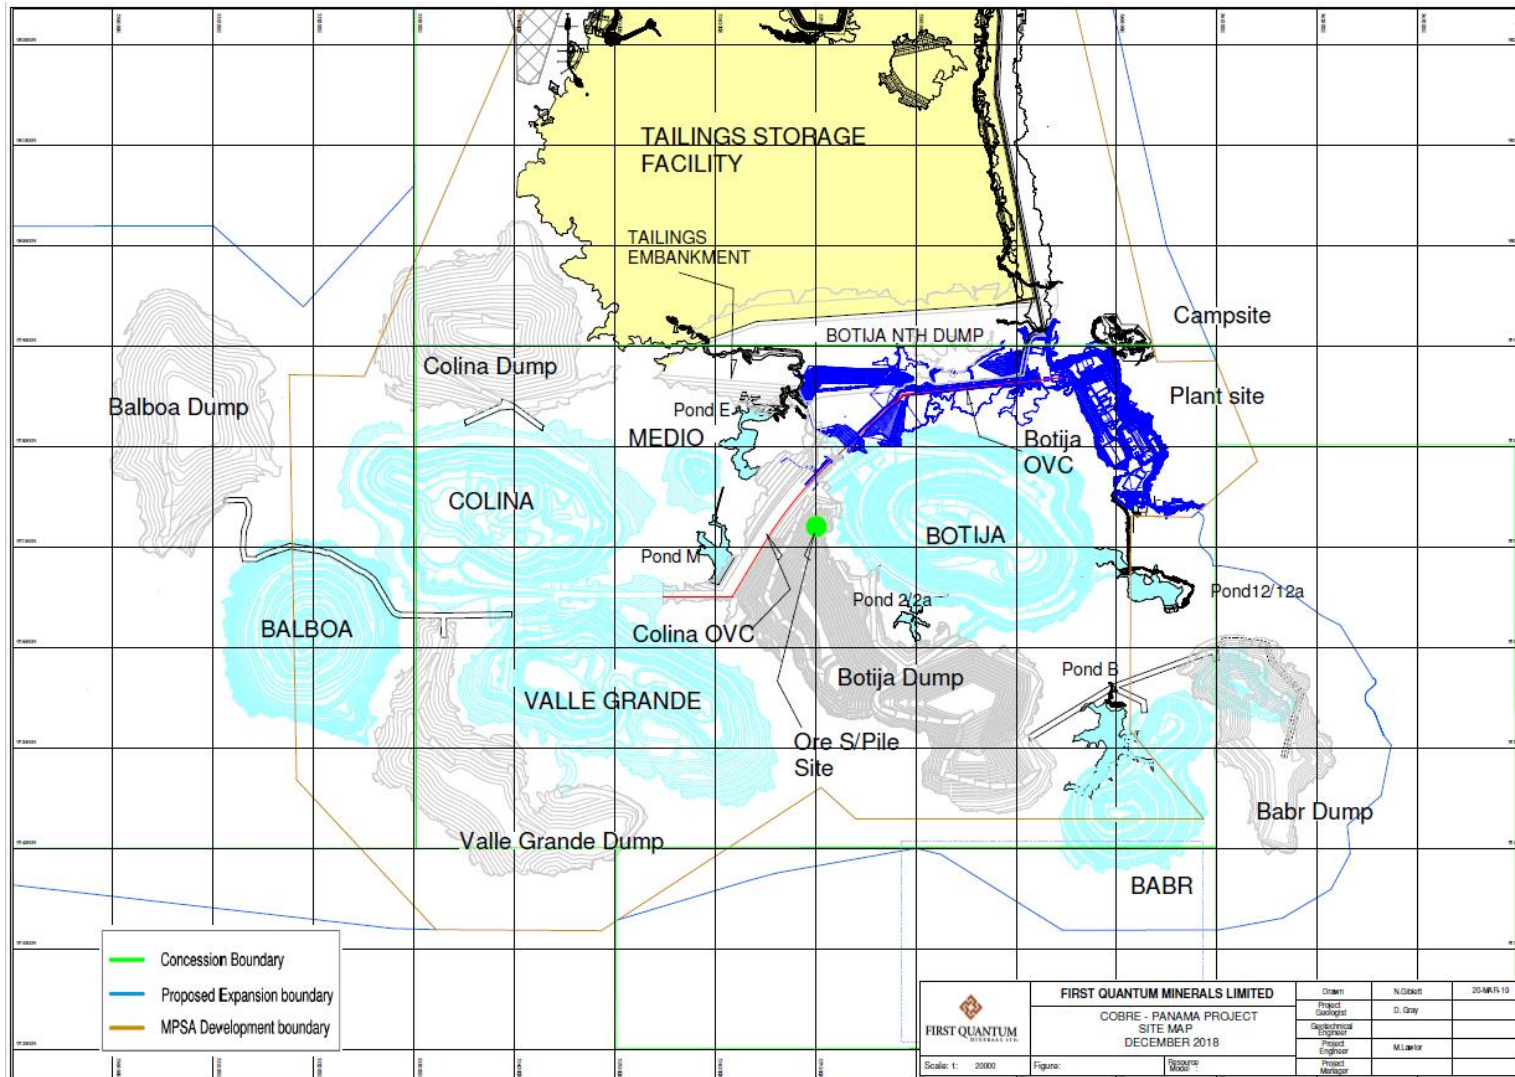 TAILINGS STORAGE
FACILITY
TAILINGS
EMBANKMENT
Campsite
BOTIJA NTH DUMP
Colina Dump
Plant site
Balboa Dump
Pond E
MEDIO
Botija
OVC
COLINA
BOTIJA
Pond M
Pond12/12a
Pond 2/2a
BALBOA
Colina OVC
Pond B
Botija Dump
VALLE GRANDE
Ore S/Pile
Site
Babr Dump
Valle Grande Dump
BABR
Concession Boundary
Proposed Expansion boundary
MPSA Development boundary
FIRST QUANTUM
MINERALS LTD.
FIRST QUANTUM MINERALS LIMITED
COBRE - PANAMA PROJECT
SITE MAP
DECEMBER 2018
Scale: 1: 20000
Figure:
Resource
Model :
Drawn N.Giblett 20-MAR-19
Project
Geologist D. Gray
Geotechnical
Engineer
Project
Engineer M.Lawlor
Project
Manager